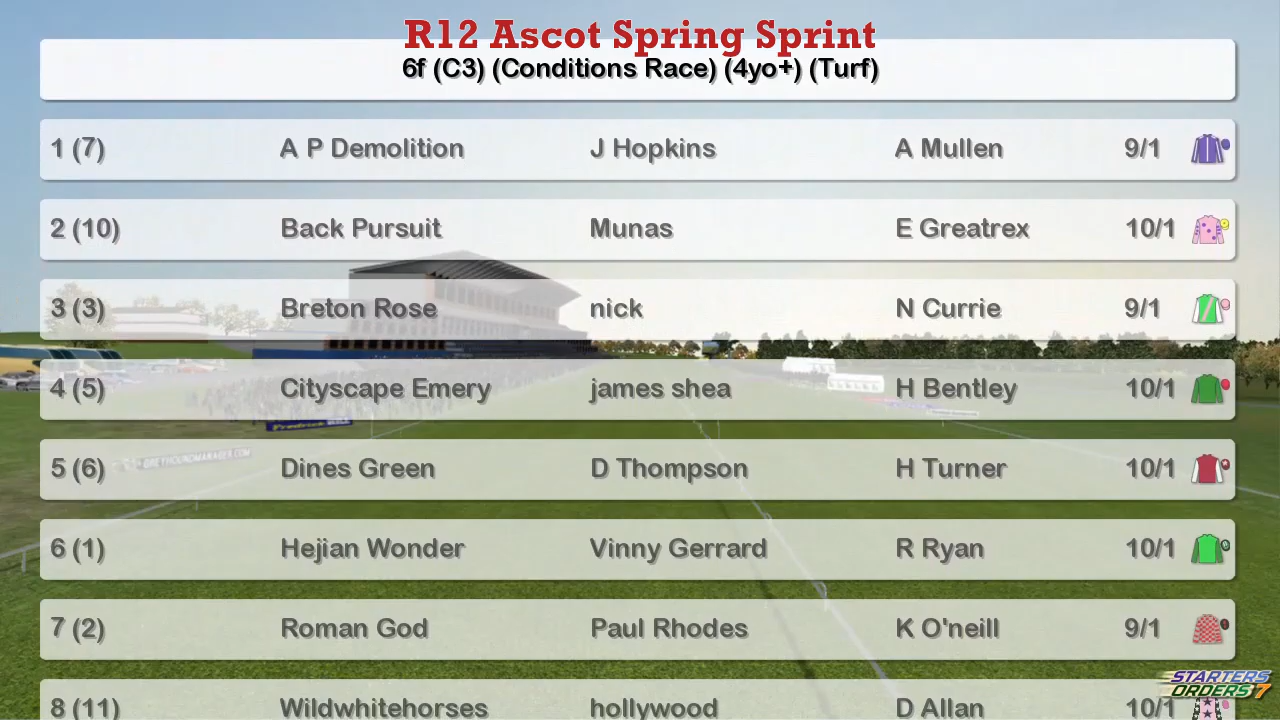 R12 Ascot Spring Sprint
6f (C3) (Conditions Race) (4yo+) (Turf)
1 (7) A P Demolition J Hopkins A Mullen 9/1
2 (10) Back Pursuit Munas E Greatrex 10/1
3 (3) Breton Rose nick N Currie 9/1
4 (5) Cityscape Emery james shea H Bentley 10/1
5 (6) Dines Green D Thompson H Turner 10/1
6 (1) Hejian Wonder Vinny Gerrard R Ryan 10/1
7 (2) Roman God Paul Rhodes K O'neill 9/1
8 (11) Wildwhitehorses hollywood D Allan 10/1
Fredrick
GREYHOUNDMANAGER.COM
STARTERS
ORDERS 7